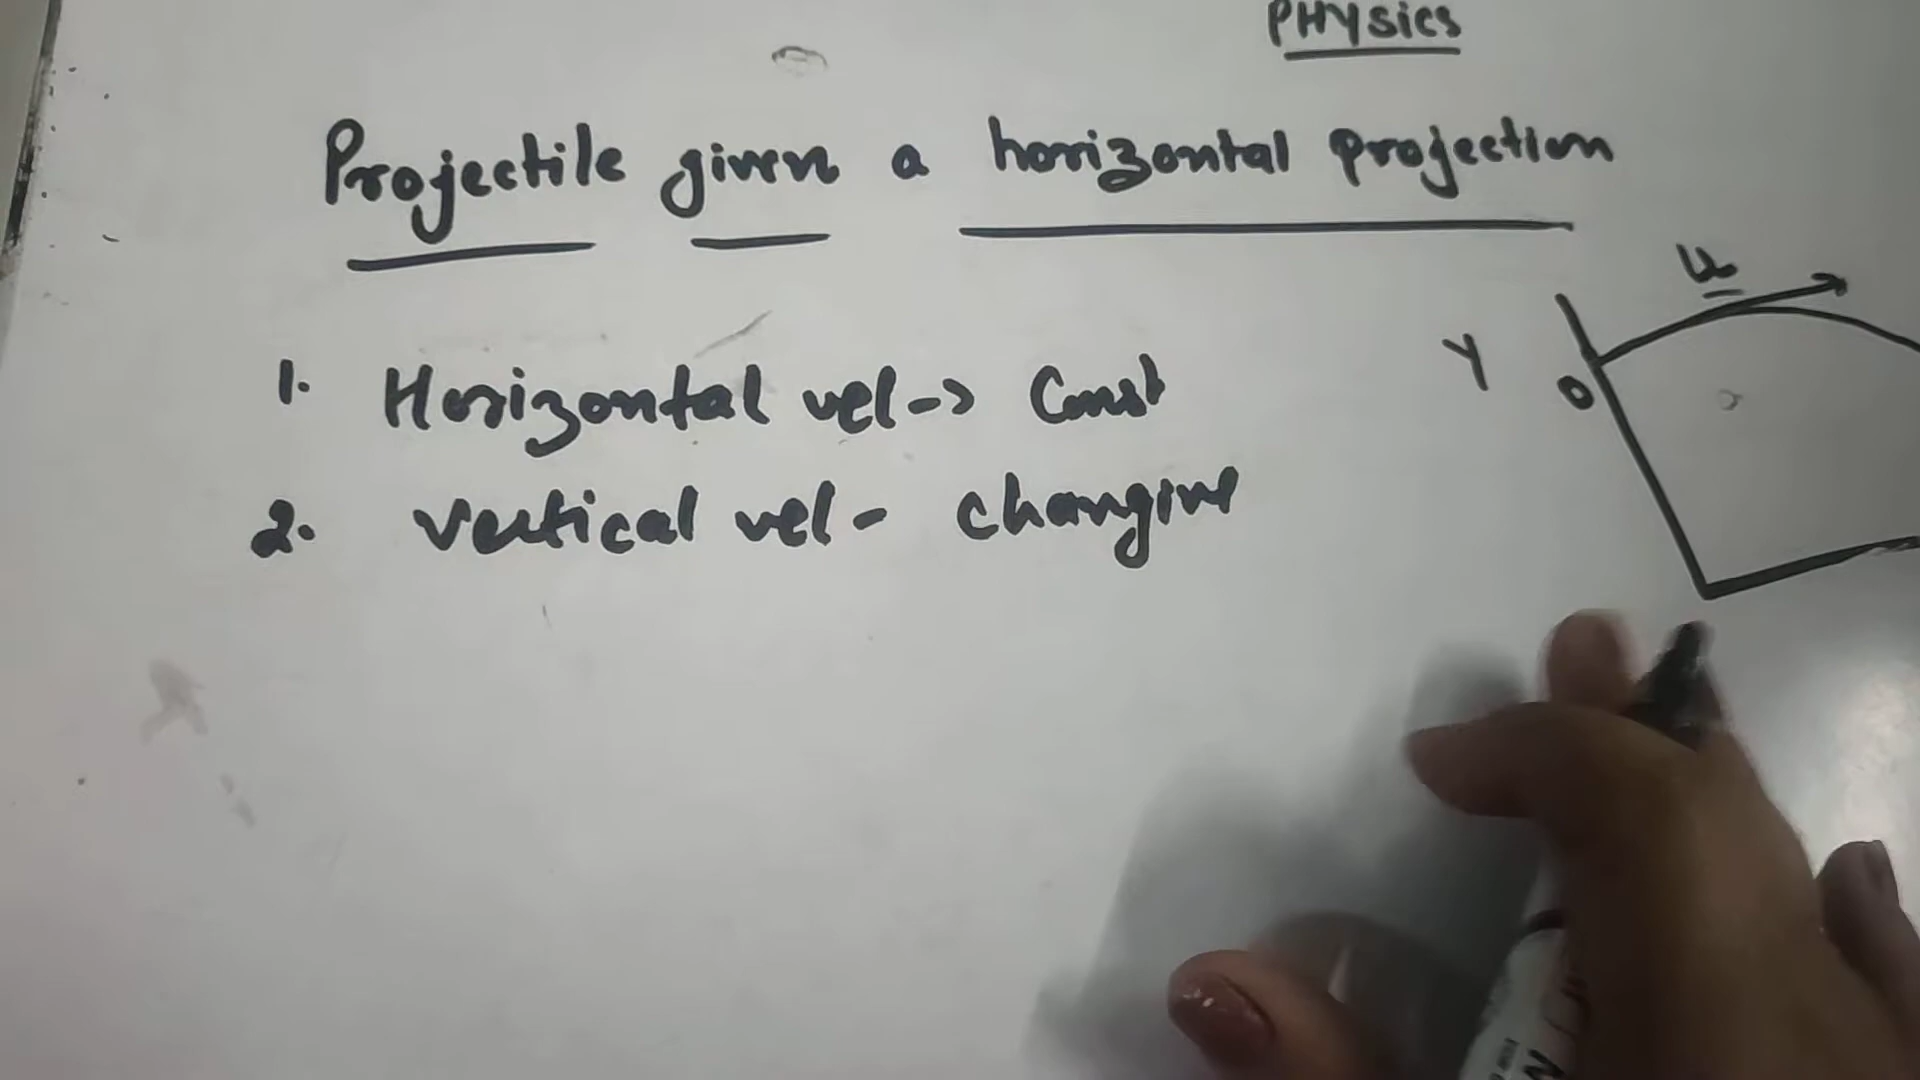 PHYSICS
Projectile given a horizontal projection
1. Horizontal vel -> Const
2. Vertical vel - changing
Y
O
N